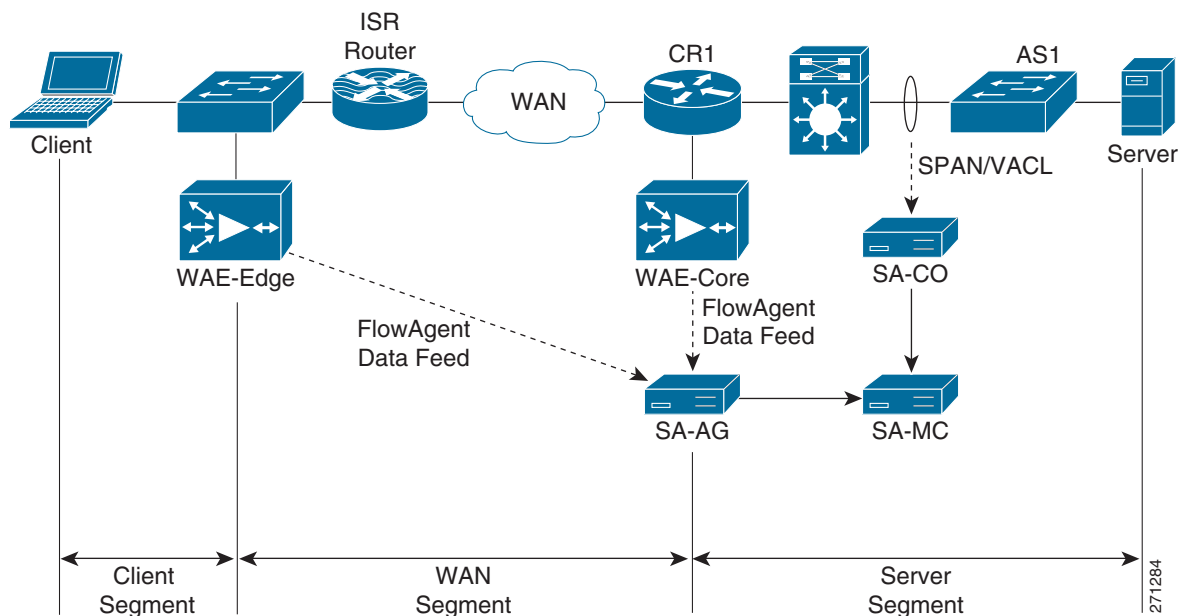 ISR
Router
CR1
AS1
WAN
Client
Server
SPAN/VACL
WAE-Edge
WAE-Core
SA-CO
FlowAgent
Data Feed
FlowAgent
Data Feed
SA-AG
SA-MC
Client
Segment
WAN
Segment
Server
Segment
271284